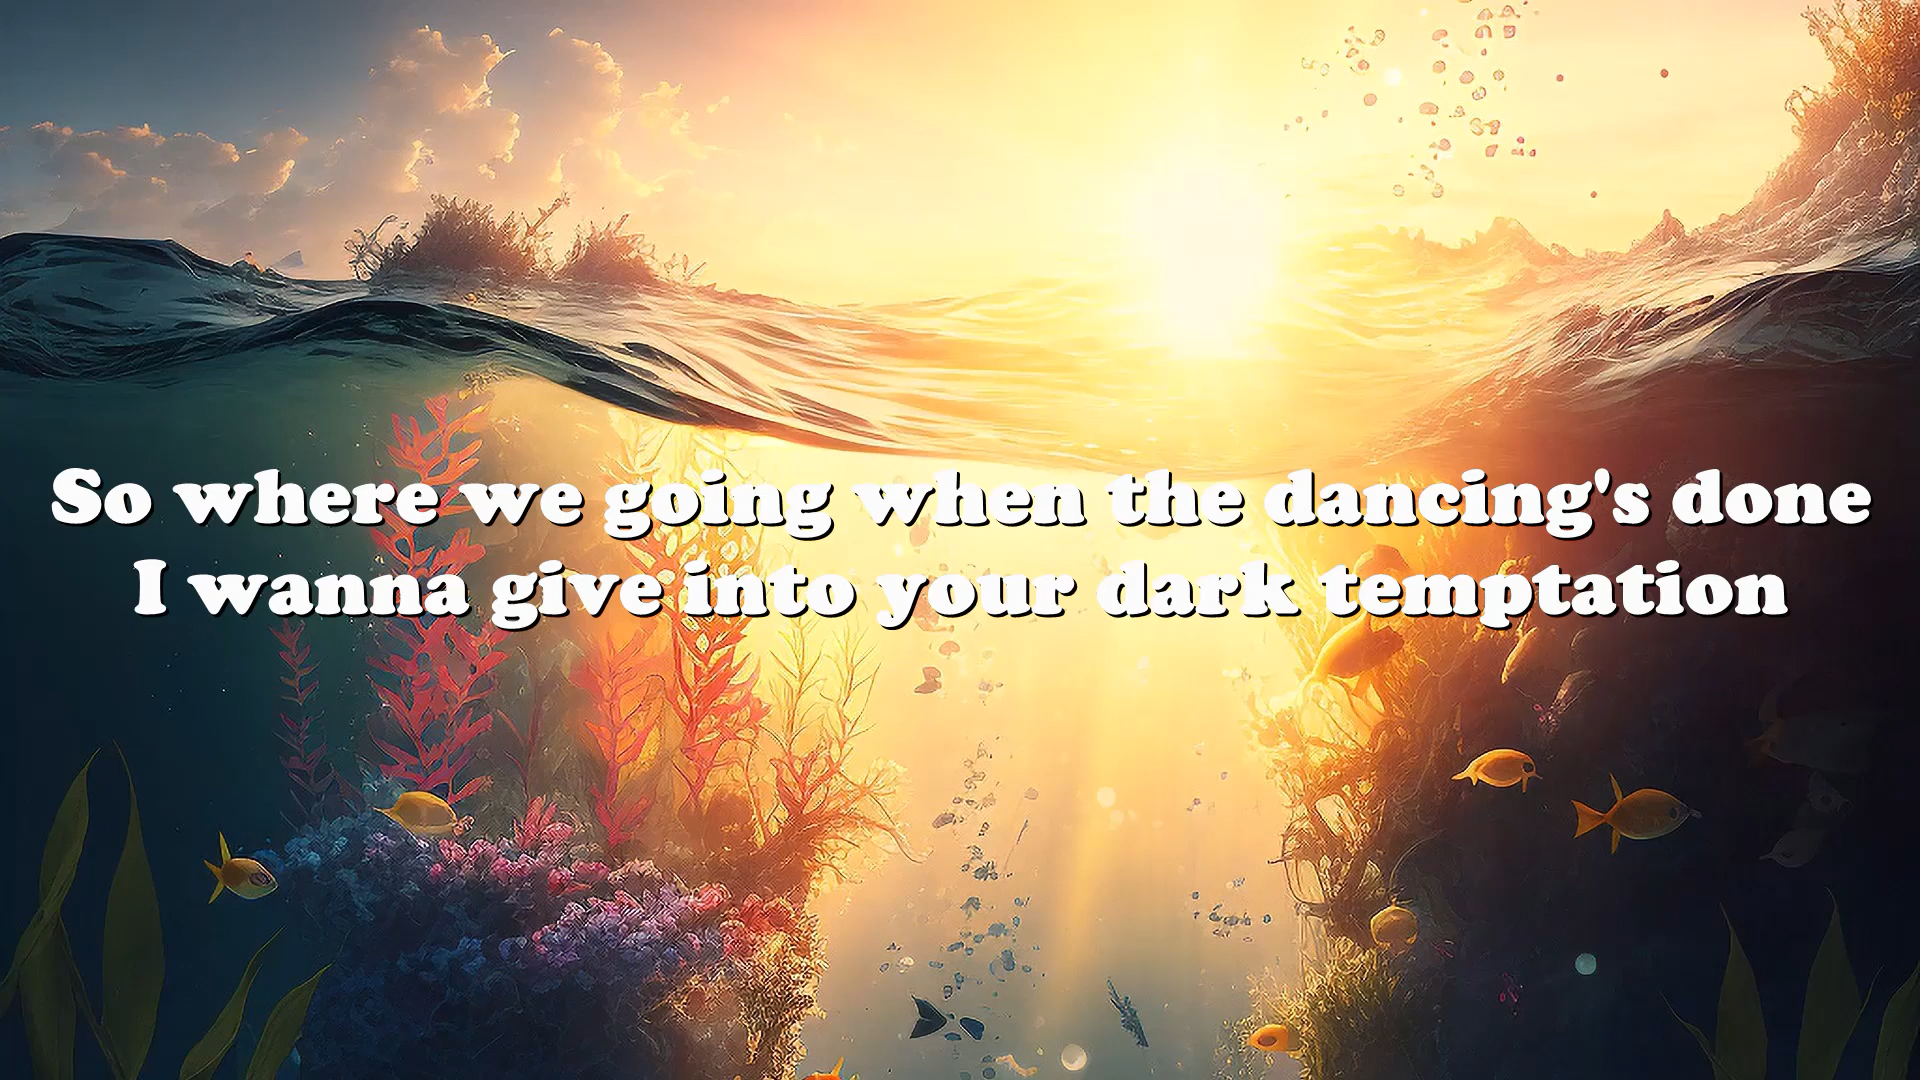 So where we going when the dancing's done
I wanna give into your dark temptation